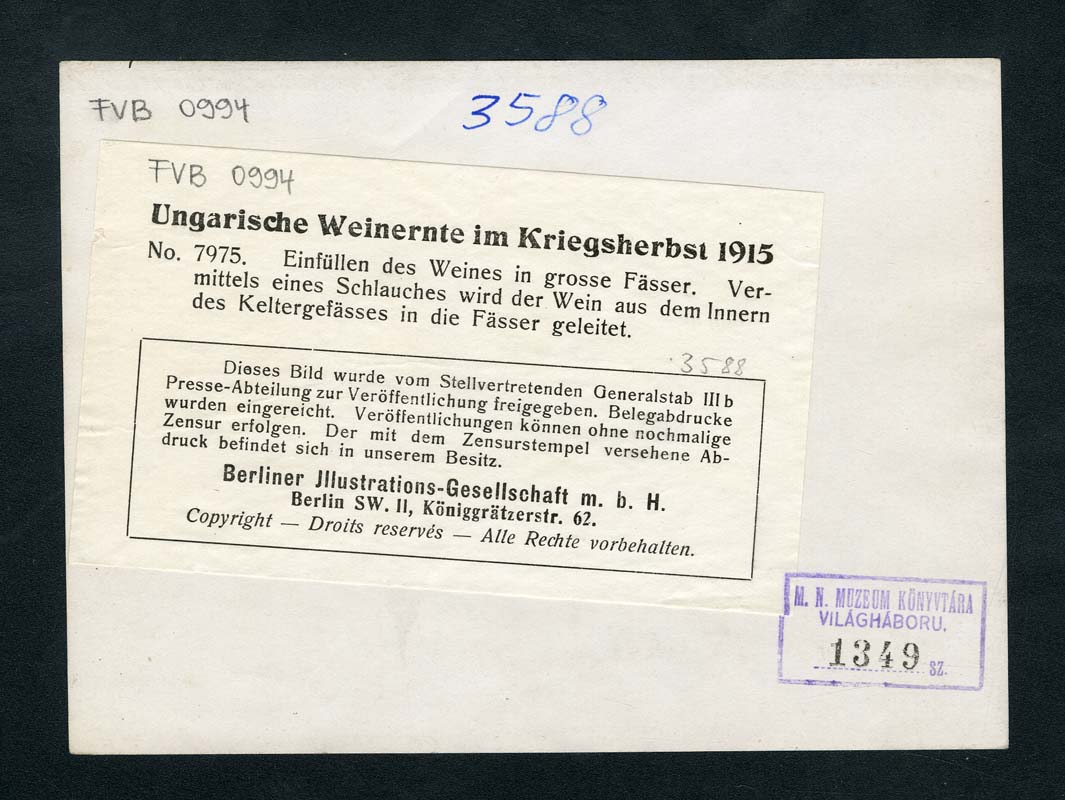 FVB 0994
3588
FVB 0994
Ungarische Weinernte im Kriegsherbst 1915
No. 7975. Einfüllen des Weines in grosse Fässer. Ver-
mittels eines Schlauches wird der Wein aus dem Innern
des Keltergefässes in die Fässer geleitet.
3588
Dieses Bild wurde vom Stellvertretenden Generalstab III b
Presse-Abteilung zur Veröffentlichung freigegeben. Belegabdrucke
wurden eingereicht. Veröffentlichungen können ohne nochmalige
Zensur erfolgen. Der mit dem Zensurstempel versehene Ab-
druck befindet sich in unserem Besitz.
Berliner Jllustrations-Gesellschaft m. b. H.
Berlin SW. II, Königgrätzerstr. 62.
Copyright — Droits reservés — Alle Rechte vorbehalten.
M. N. MUZEUM KÖNYVTÁRA
VILÁGHÁBORU.
1349 SZ.